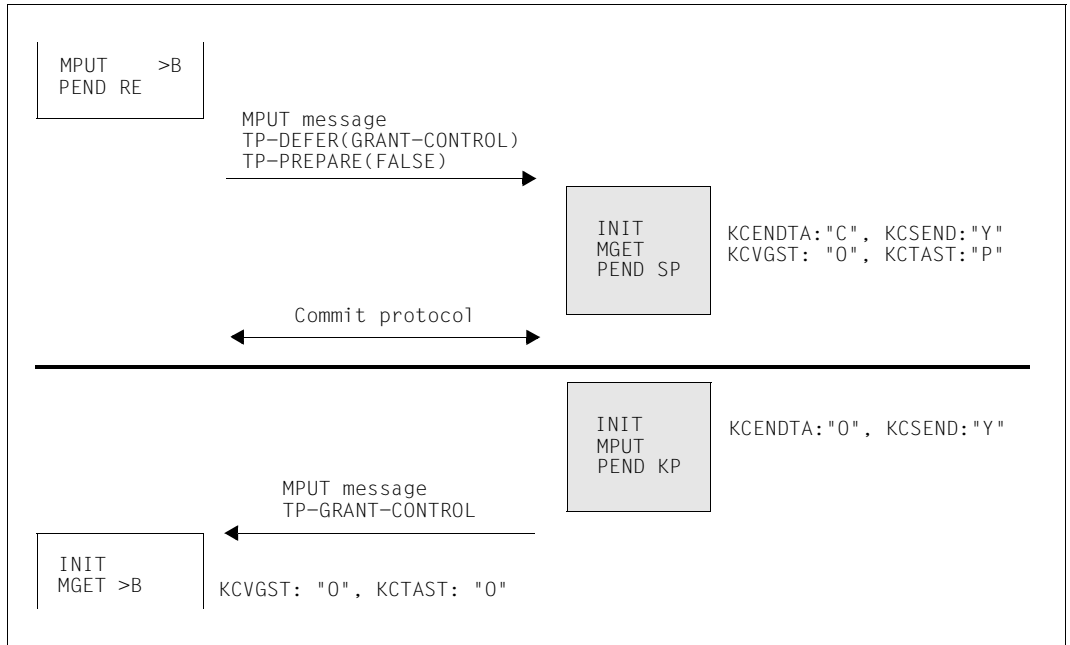 MPUT >B
PEND RE
MPUT message
TP-DEFER(GRANT-CONTROL)
TP-PREPARE(FALSE)
INIT
MGET
PEND SP
KCENDTA:"C", KCSEND:"Y"
KCVGST: "O", KCTAST:"P"
Commit protocol
INIT
MPUT
PEND KP
KCENDTA:"O", KCSEND:"Y"
MPUT message
TP-GRANT-CONTROL
INIT
MGET >B
KCVGST: "O", KCTAST: "O"